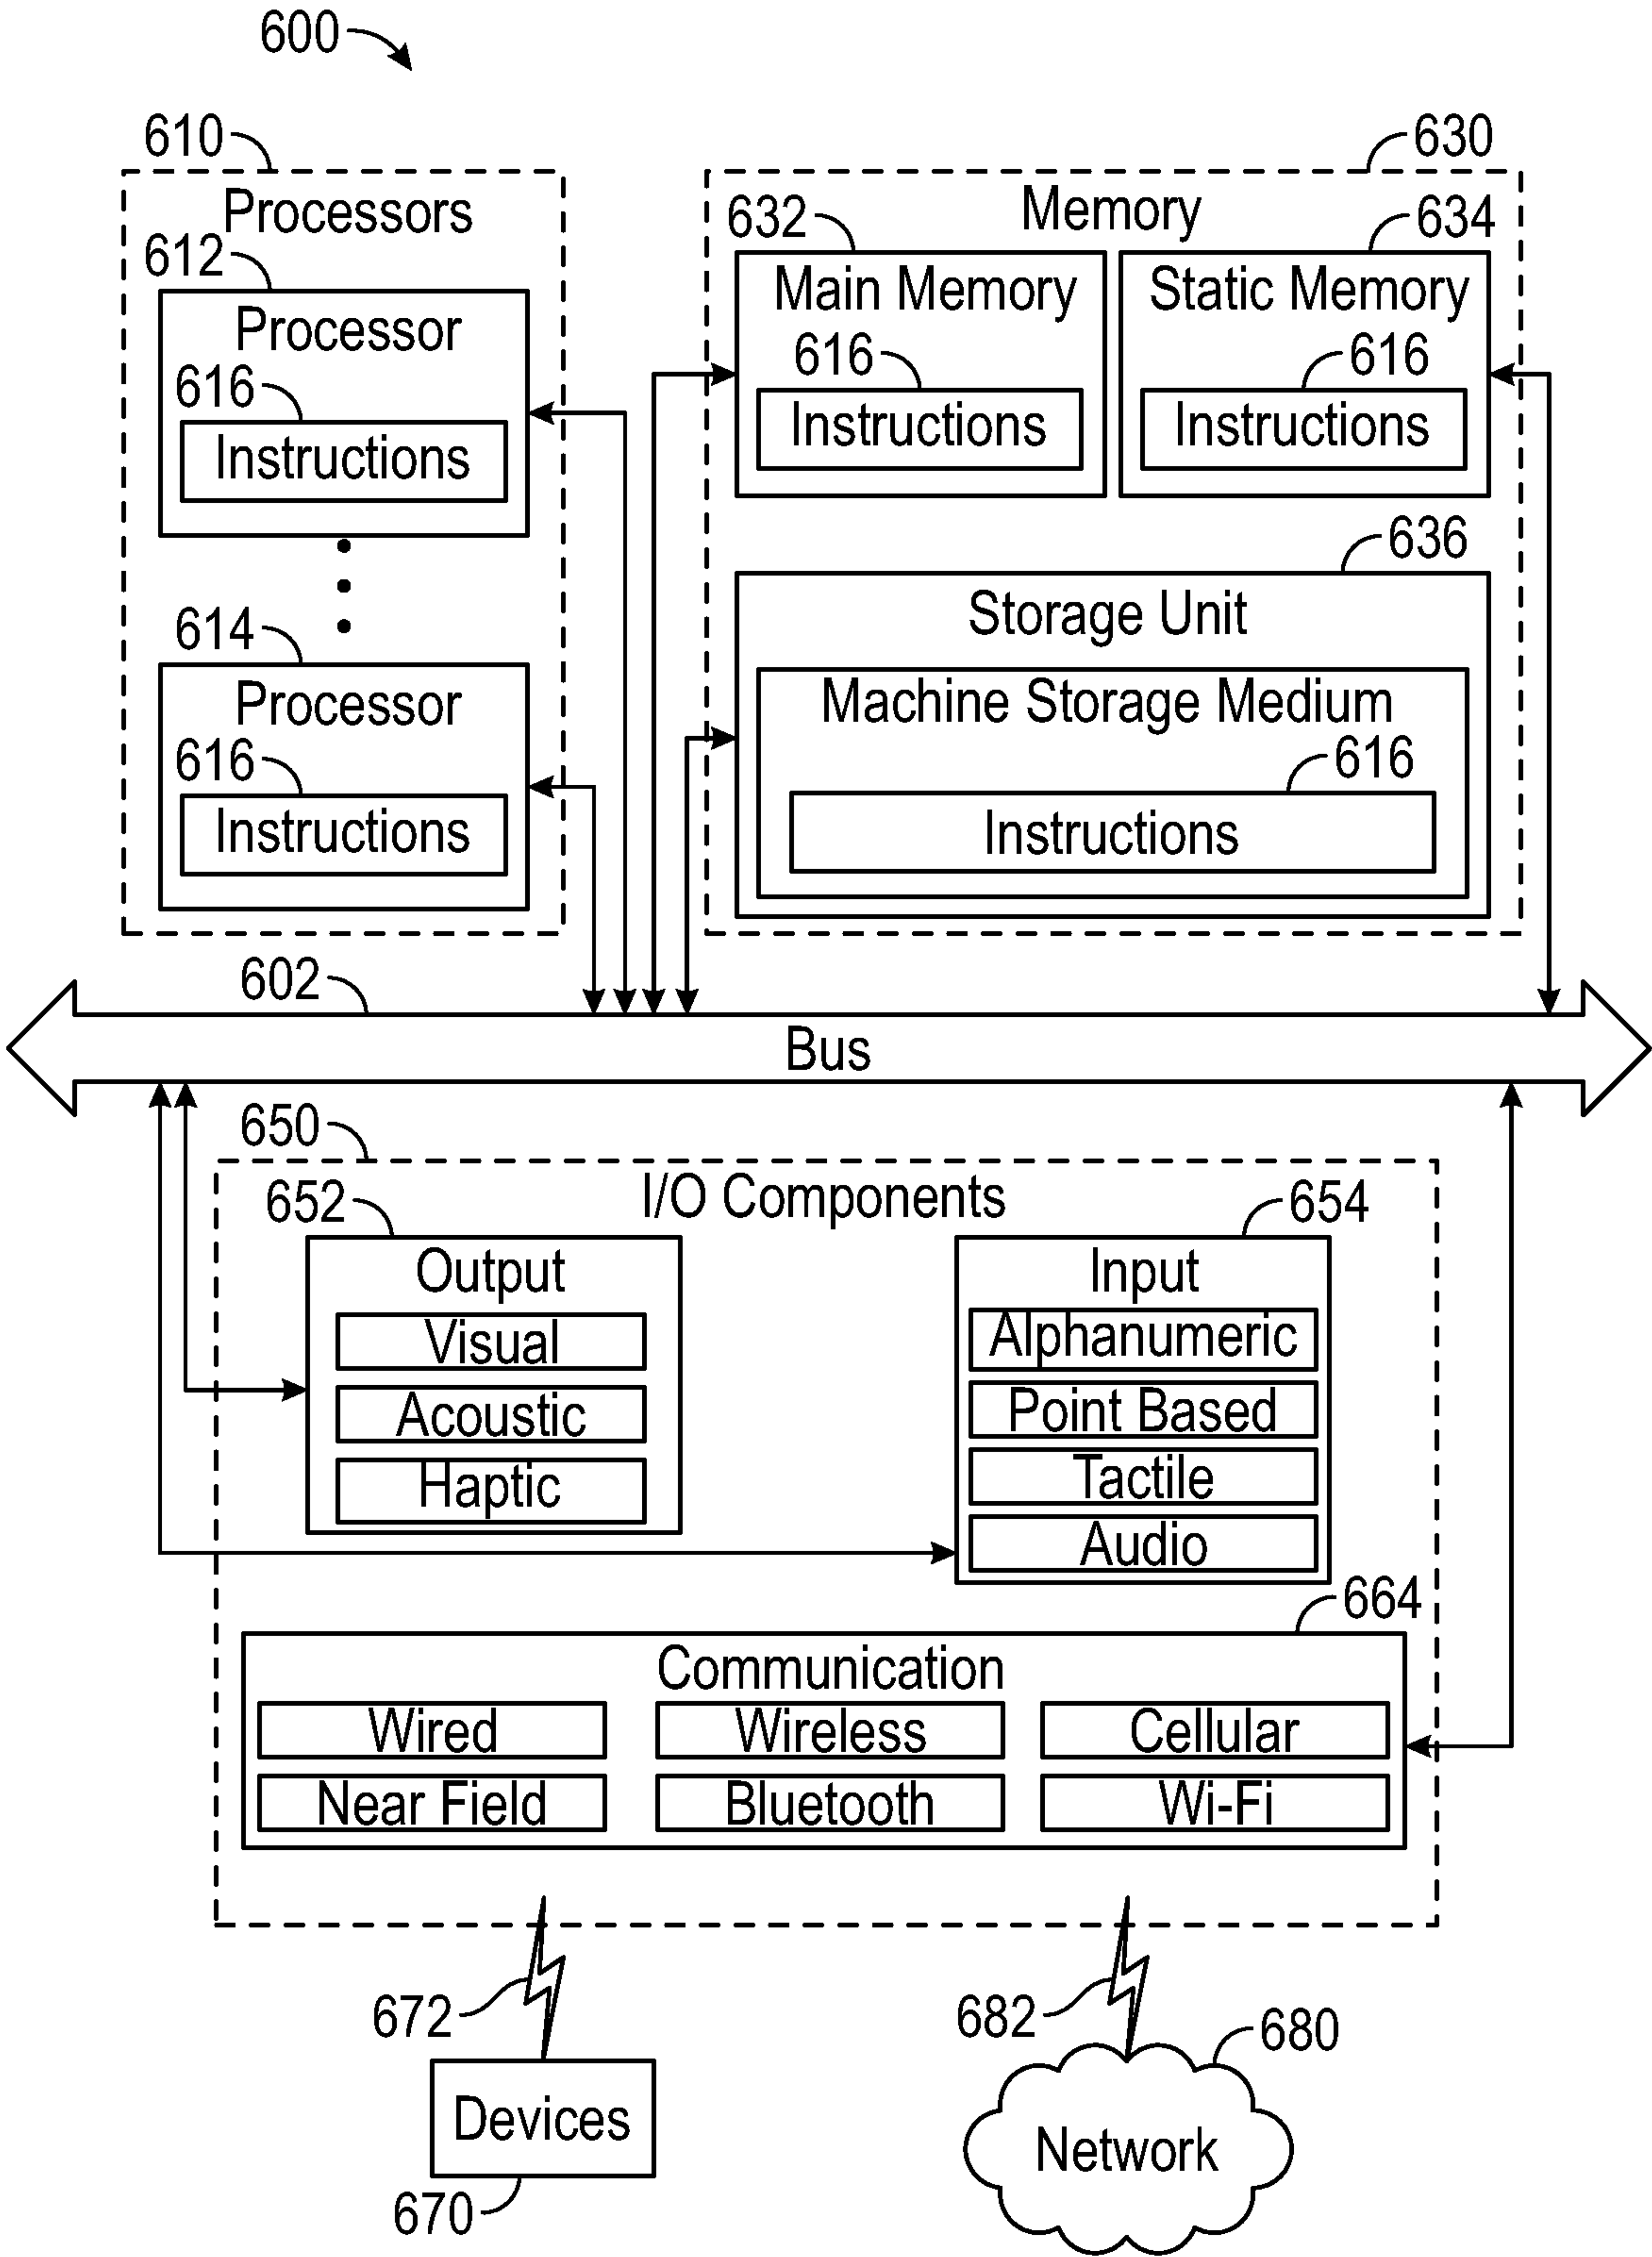 600
610
630
Processors
Memory
612
632
634
Processor
Main Memory
Static Memory
616
616
616
Instructions
Instructions
Instructions
636
614
Storage Unit
Processor
Machine Storage Medium
616
616
Instructions
Instructions
602
Bus
650
I/O Components
652
654
Output
Input
Visual
Alphanumeric
Acoustic
Point Based
Haptic
Tactile
Audio
664
Communication
Wired
Wireless
Cellular
Near Field
Bluetooth
Wi-Fi
672
682
680
Devices
Network
670